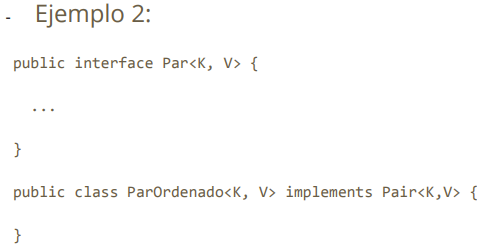 - Ejemplo 2:
public interface Par<K, V> {
...
}
public class ParOrdenado<K, V> implements Pair<K,V> {
}